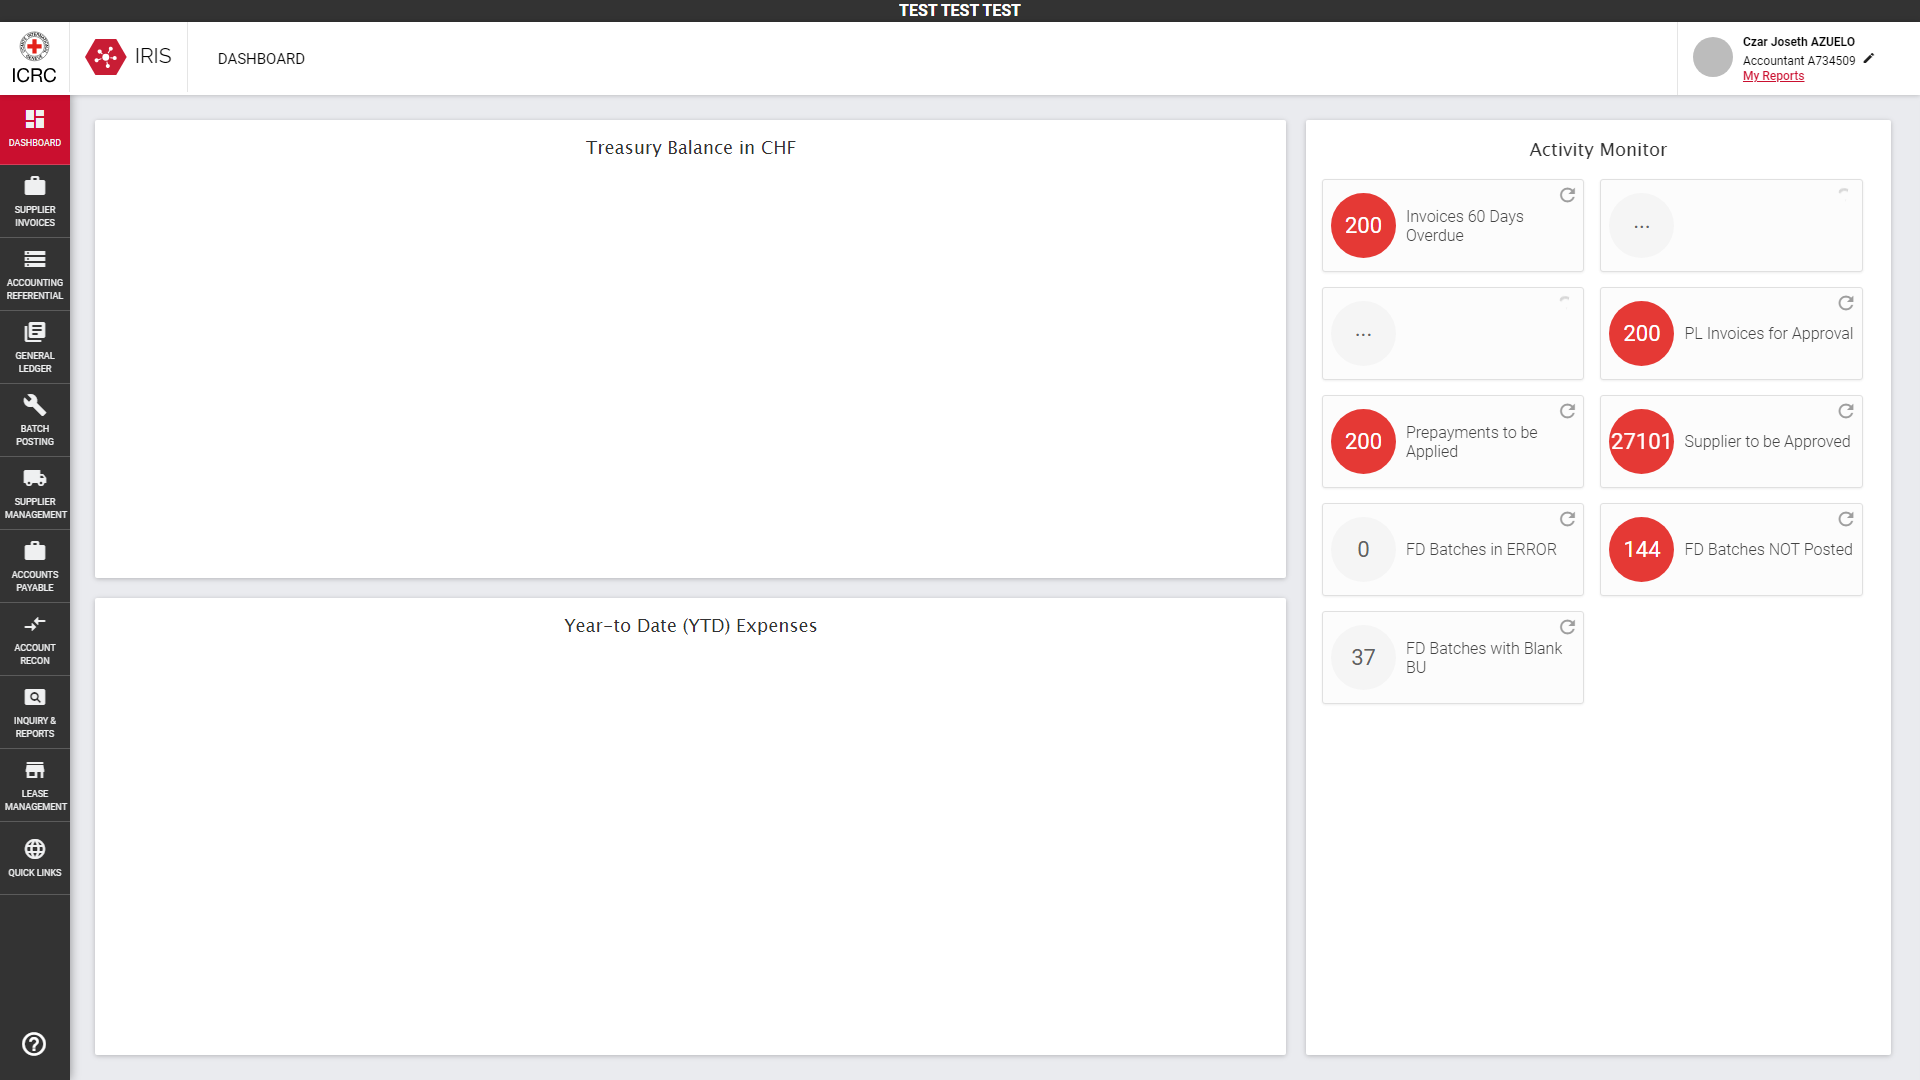 TEST TEST TEST
ICRC
IRIS
DASHBOARD
Czar Joseth AZUELO
Accountant A734509
My Reports
DASHBOARD
SUPPLIER
INVOICES
ACCOUNTING
REFERENTIAL
GENERAL
LEDGER
BATCH
POSTING
SUPPLIER
MANAGEMENT
ACCOUNTS
PAYABLE
ACCOUNT
RECON
INQUIRY &
REPORTS
LEASE
MANAGEMENT
QUICK LINKS
Treasury Balance in CHF
Year-to Date (YTD) Expenses
Activity Monitor
200
Invoices 60 Days
Overdue
...
...
200
PL Invoices for Approval
200
Prepayments to be
Applied
27101
Supplier to be Approved
0
FD Batches in ERROR
144
FD Batches NOT Posted
37
FD Batches with Blank
BU